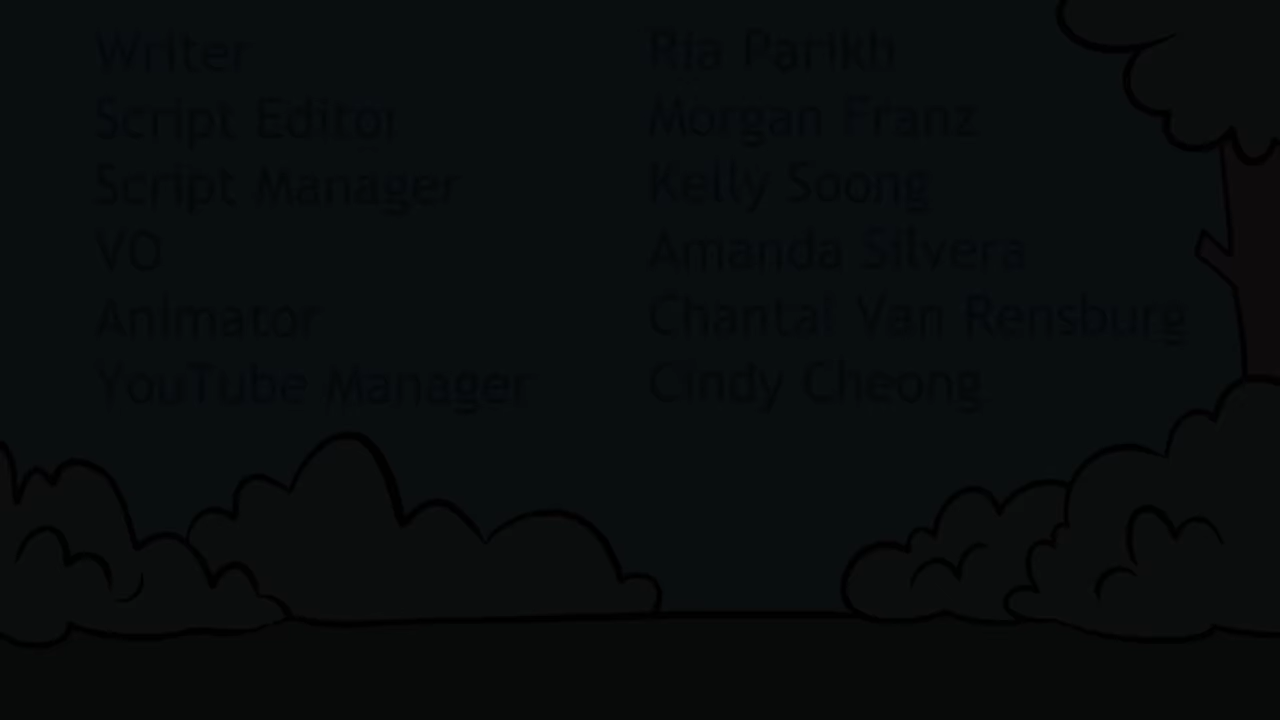 Writer Ria Parikh
Script Editor Morgan Franz
Script Manager Kelly Soong
VO Amanda Silvera
Animator Chantal Van Rensburg
YouTube Manager Cindy Cheong